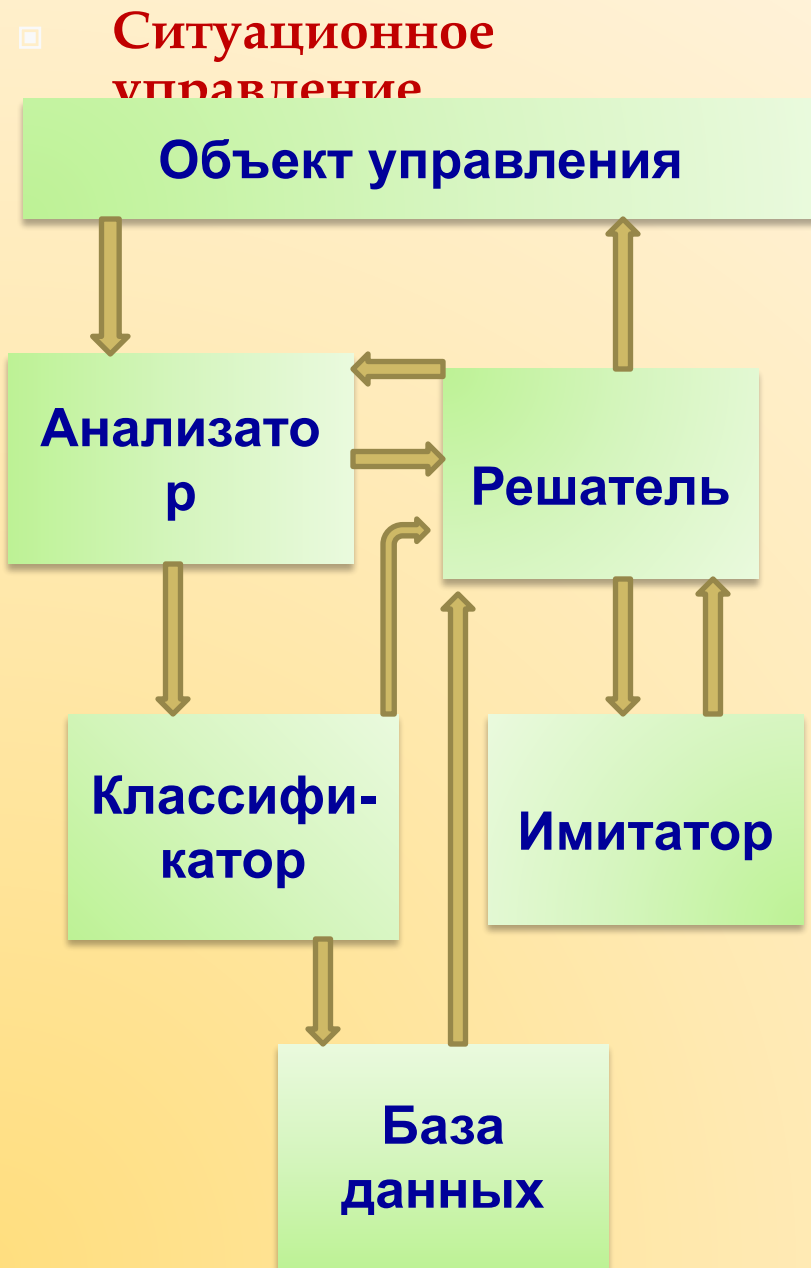 Ситуационное
управление
Объект управления
Анализато
р
Решатель
Классифи-
катор
Имитатор
База
данных